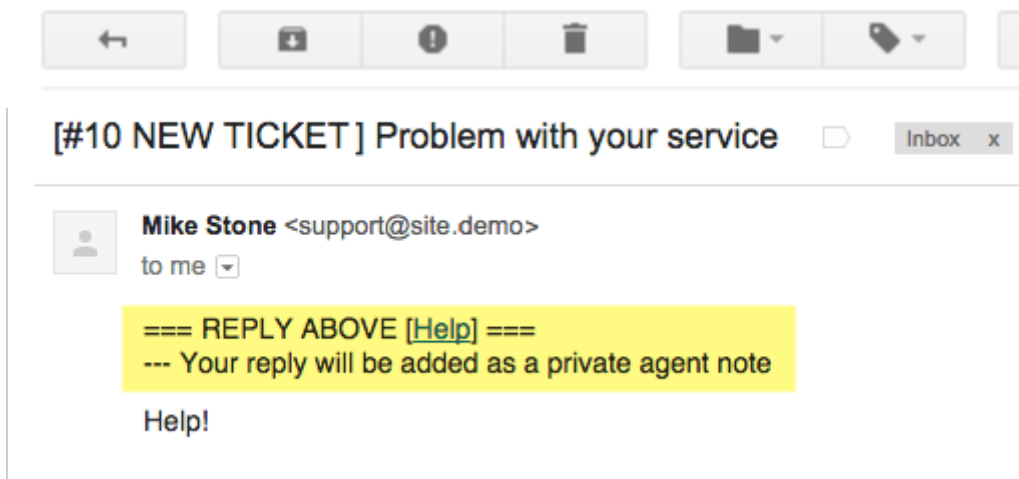 [#10 NEW TICKET] Problem with your service
Inbox x
Mike Stone <support@site.demo>
to me
=== REPLY ABOVE [Help] ===
--- Your reply will be added as a private agent note
Help!